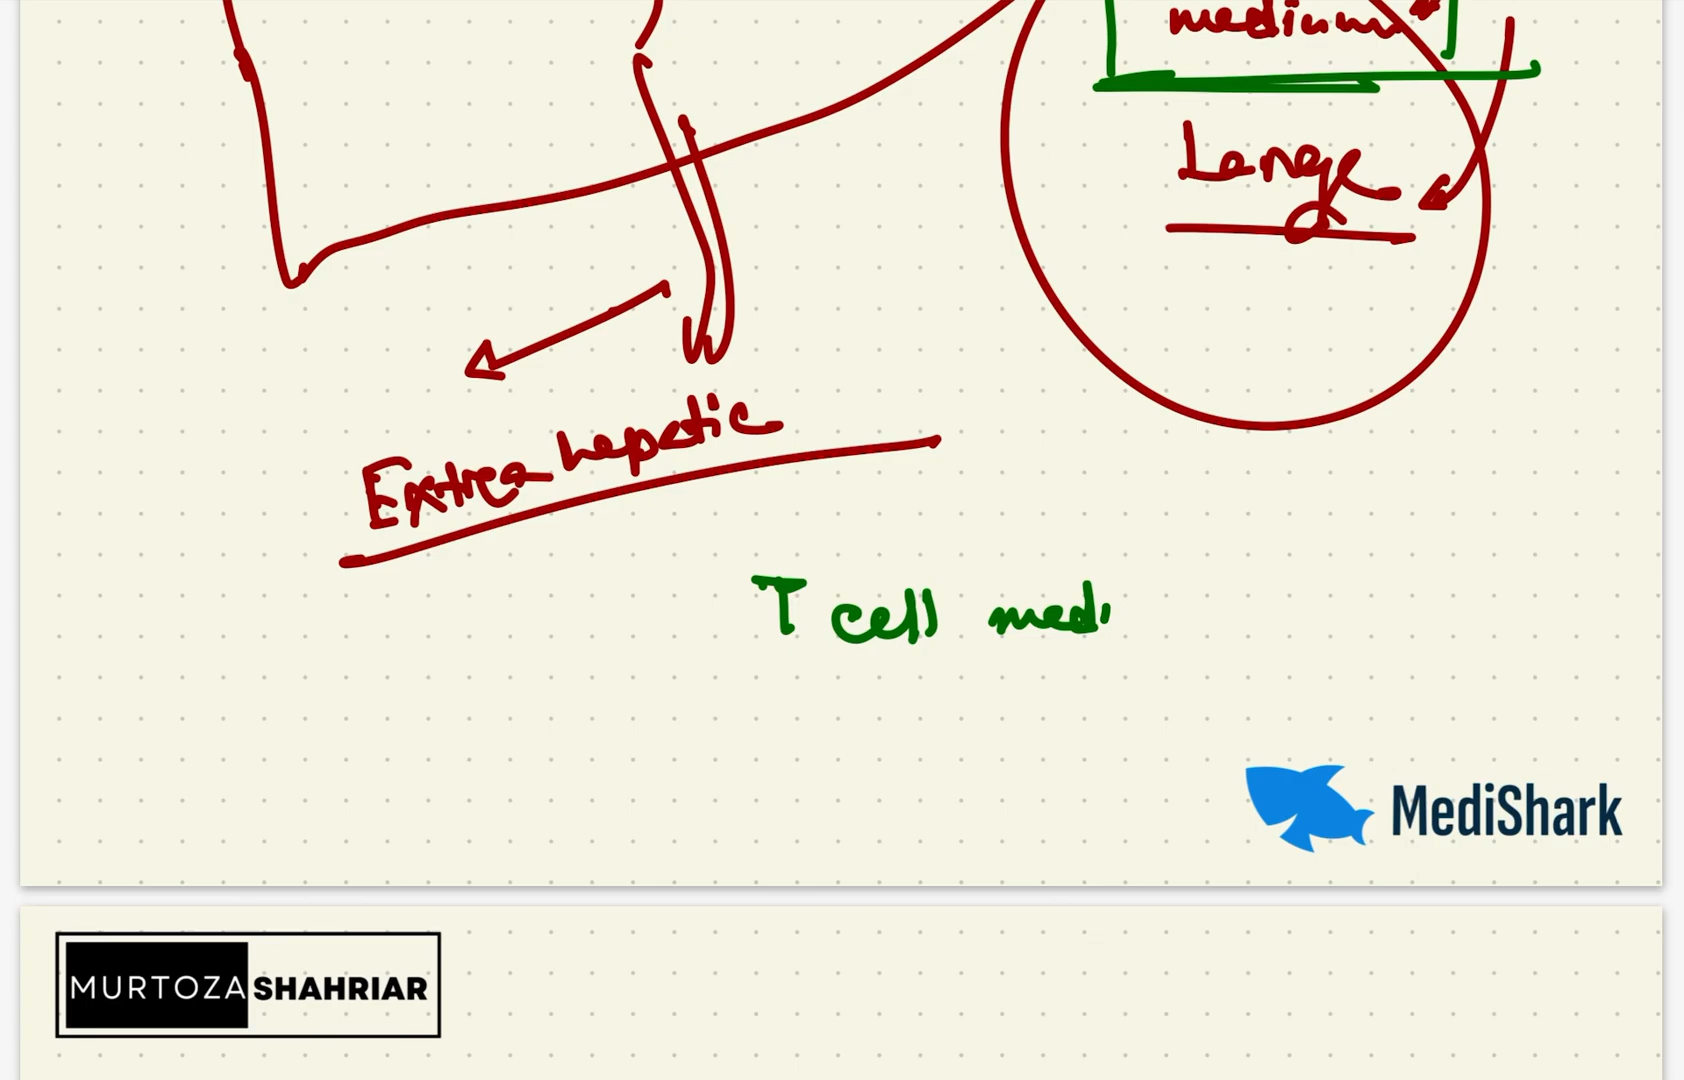 medium
Large
Extra hepatic
T cell medi
MediShark
MURTOZA SHAHRIAR